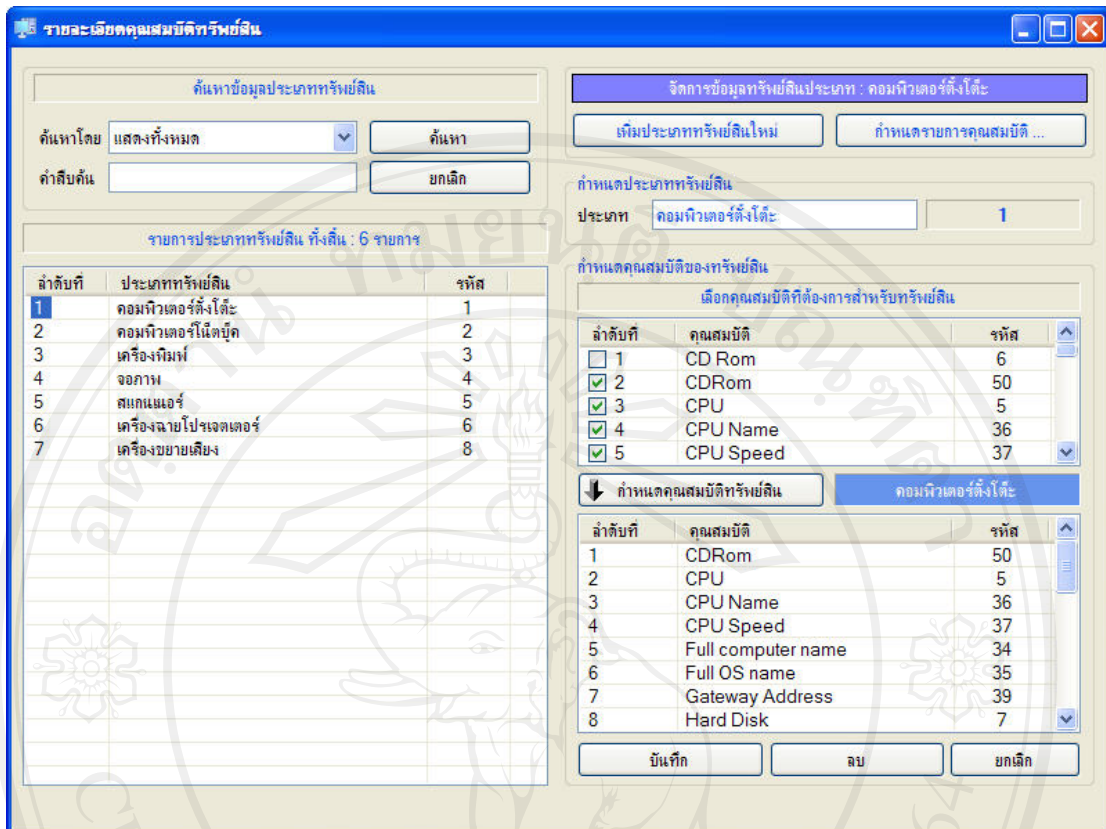 รายละเอียดคุณสมบัติทรัพย์สิน
ค้นหาข้อมูลประเภททรัพย์สิน
ค้นหาโดย แสดงทั้งหมด ค้นหา
คำสืบค้น ยกเลิก
รายการประเภททรัพย์สิน ทั้งสิ้น : 6 รายการ
ลำดับที่ ประเภททรัพย์สิน รหัส
1 คอมพิวเตอร์ตั้งโต๊ะ 1
2 คอมพิวเตอร์โน็ตบุ๊ค 2
3 เครื่องพิมพ์ 3
4 จอภาพ 4
5 สแกนเนอร์ 5
6 เครื่องฉายโปรเจตเตอร์ 6
7 เครื่องขยายเสียง 8
จัดการข้อมูลทรัพย์สินประเภท : คอมพิวเตอร์ตั้งโต๊ะ
เพิ่มประเภททรัพย์สินใหม่ กำหนดรายการคุณสมบัติ ...
กำหนดประเภททรัพย์สิน
ประเภท คอมพิวเตอร์ตั้งโต๊ะ 1
กำหนดคุณสมบัติของทรัพย์สิน
เลือกคุณสมบัติที่ต้องการสำหรับทรัพย์สิน
ลำดับที่ คุณสมบัติ รหัส
1 CD Rom 6
2 CDRom 50
3 CPU 5
4 CPU Name 36
5 CPU Speed 37
กำหนดคุณสมบัติทรัพย์สิน คอมพิวเตอร์ตั้งโต๊ะ
ลำดับที่ คุณสมบัติ รหัส
1 CDRom 50
2 CPU 5
3 CPU Name 36
4 CPU Speed 37
5 Full computer name 34
6 Full OS name 35
7 Gateway Address 39
8 Hard Disk 7
บันทึก ลบ ยกเลิก